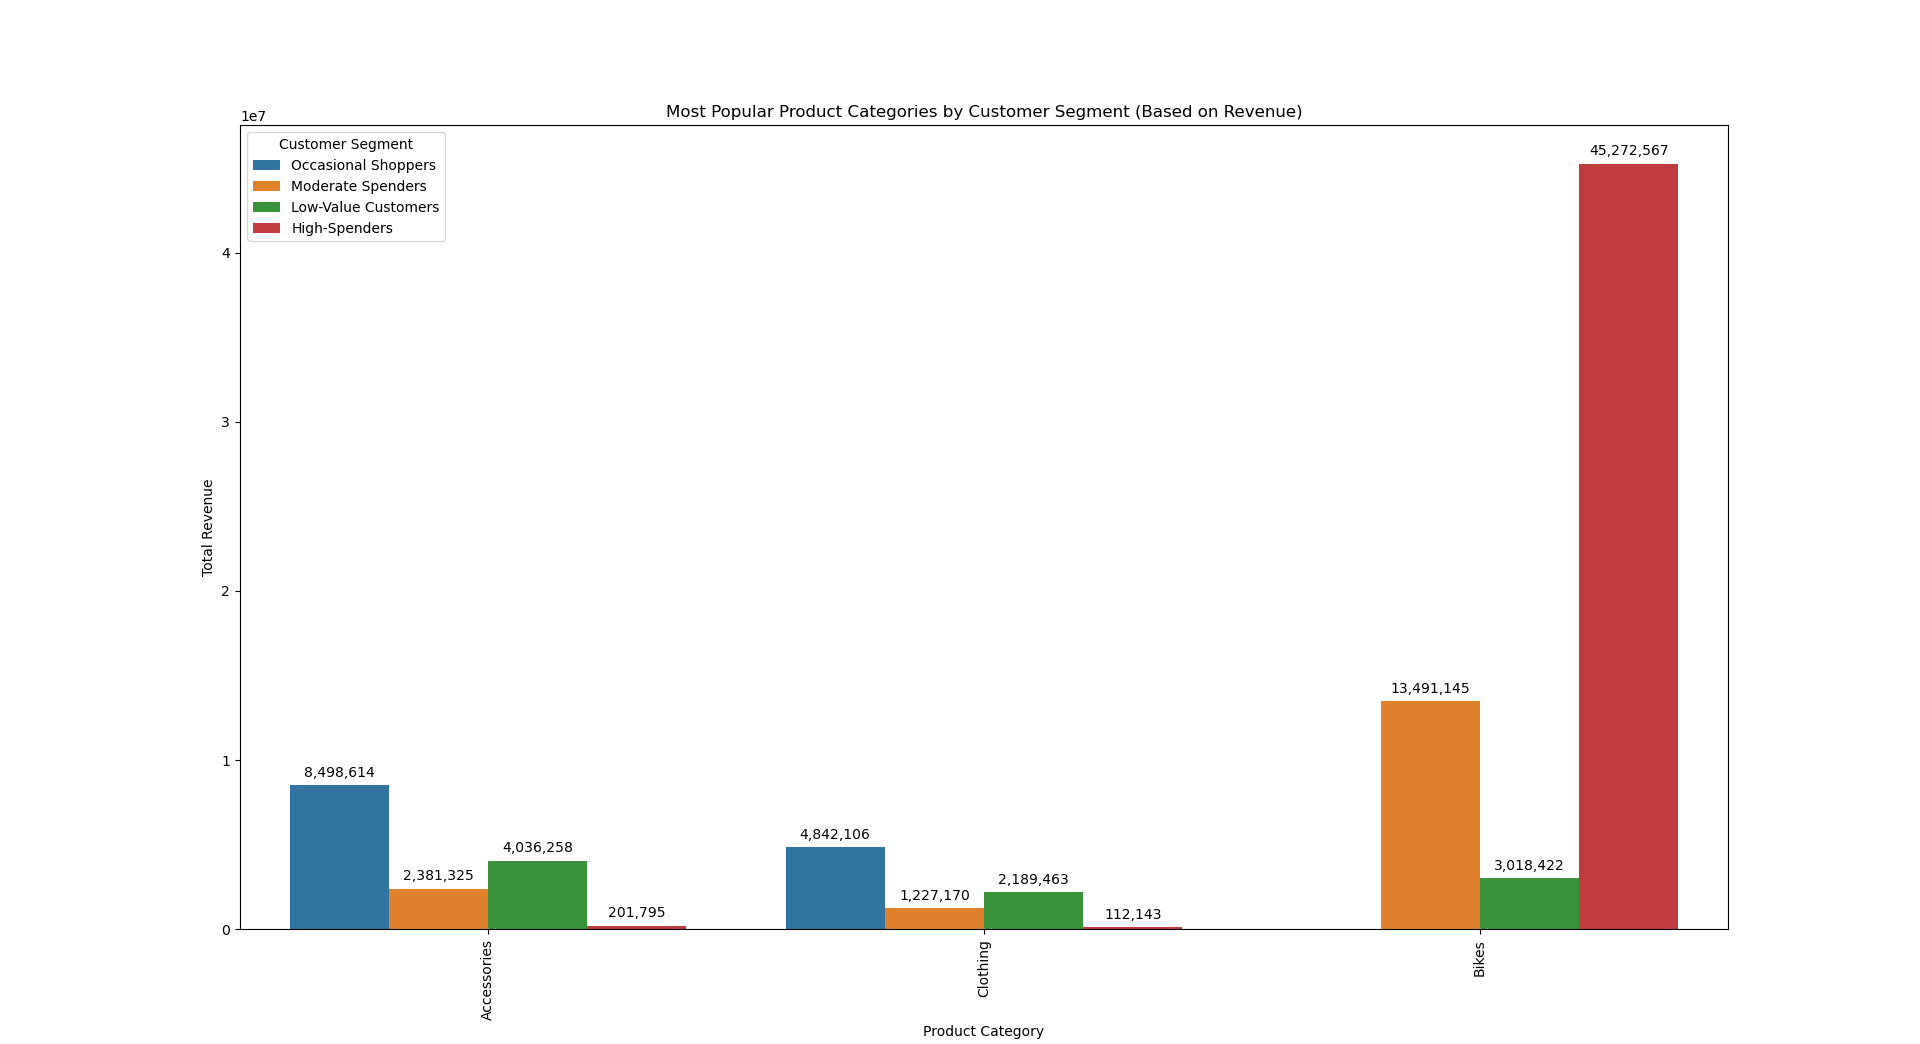 Most Popular Product Categories by Customer Segment (Based on Revenue)
1e7
Customer Segment
Occasional Shoppers
Moderate Spenders
Low-Value Customers
High-Spenders
45,272,567
4
3
Total Revenue
2
13,491,145
1
8,498,614
4,842,106
4,036,258
3,018,422
2,381,325
2,189,463
1,227,170
201,795
112,143
0
Accessories
Clothing
Bikes
Product Category